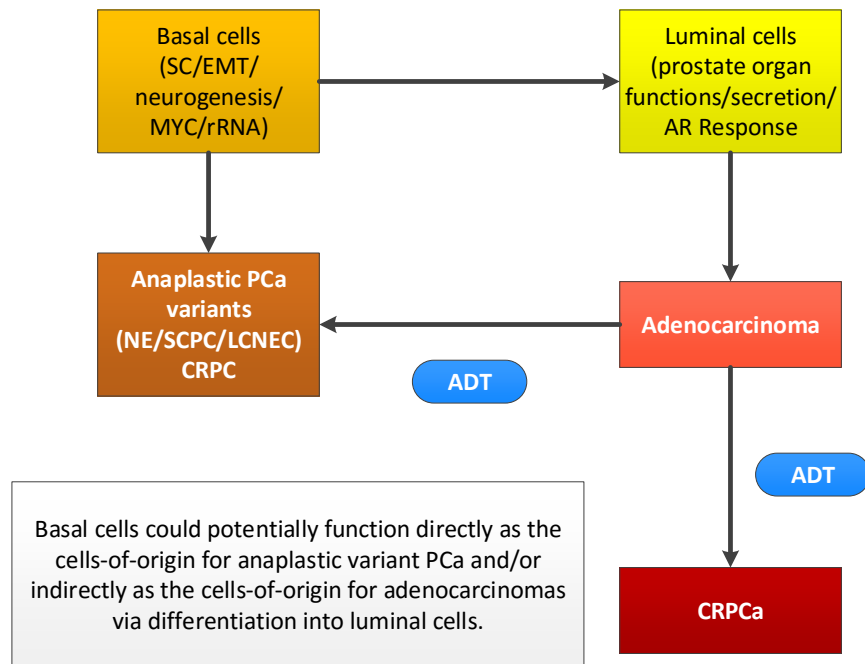 Basal cells
(SC/EMT/
neurogenesis/
MYC/rRNA)
Luminal cells
(prostate organ
functions/secretion/
AR Response
Anaplastic PCa
variants
(NE/SCPC/LCNEC)
CRPC
Adenocarcinoma
ADT
ADT
Basal cells could potentially function directly as the
cells-of-origin for anaplastic variant PCa and/or
indirectly as the cells-of-origin for adenocarcinomas
via differentiation into luminal cells.
CRPCa